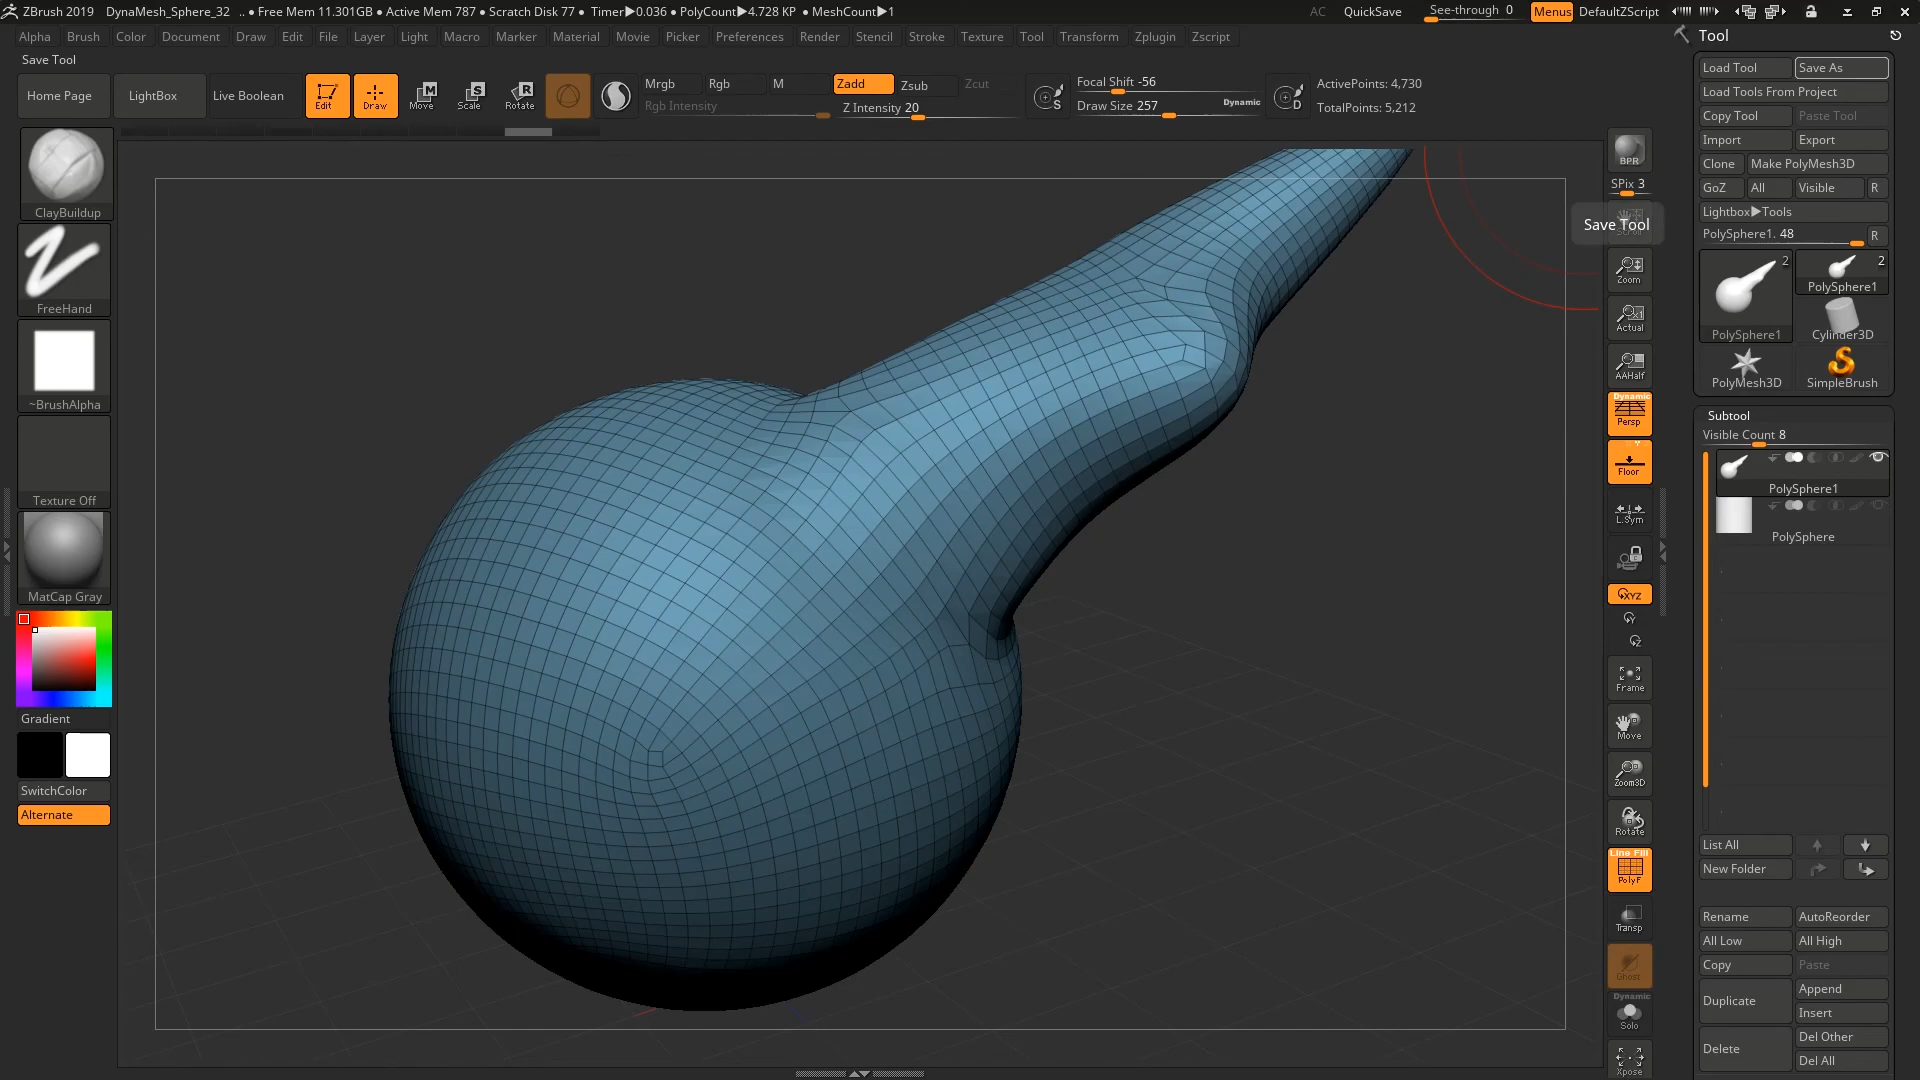 ZBrush 2019 DynaMesh_Sphere_32 .. ● Free Mem 11.301GB ● Active Mem 787 ● Scratch Disk 77 ● Timer▶0.036 ● PolyCount▶4.728 KP ● MeshCount▶1 AC QuickSave See-through 0 Menus DefaultZScript
Alpha Brush Color Document Draw Edit File Layer Light Macro Marker Material Movie Picker Preferences Render Stencil Stroke Texture Tool Transform Zplugin Zscript
Save Tool
Home Page LightBox Live Boolean Edit Draw Move Scale Rotate
Mrgb Rgb M Zadd Zsub Zcut
Rgb Intensity Z Intensity 20
S Focal Shift -56
Draw Size 257 Dynamic D
ActivePoints: 4,730
TotalPoints: 5,212
ClayBuildup
FreeHand
~BrushAlpha
Texture Off
MatCap Gray
Gradient
SwitchColor
Alternate
BPR
SPix 3
Scroll
Save Tool
Zoom
Actual
AAHalf
Dynamic
Persp
Floor
L.Sym
XYZ
Y
Z
Frame
Move
Zoom3D
Rotate
Line Fill
PolyF
Transp
Ghost
Dynamic
Solo
Xpose
Tool
Load Tool Save As
Load Tools From Project
Copy Tool Paste Tool
Import Export
Clone Make PolyMesh3D
GoZ All Visible R
Lightbox▶Tools
PolySphere1. 48 R
2 2
PolySphere1
PolySphere1 Cylinder3D
PolyMesh3D SimpleBrush
Subtool
Visible Count 8
PolySphere1
PolySphere
List All
New Folder
Rename AutoReorder
All Low All High
Copy Paste
Duplicate Append
Insert
Delete Del Other
Del All